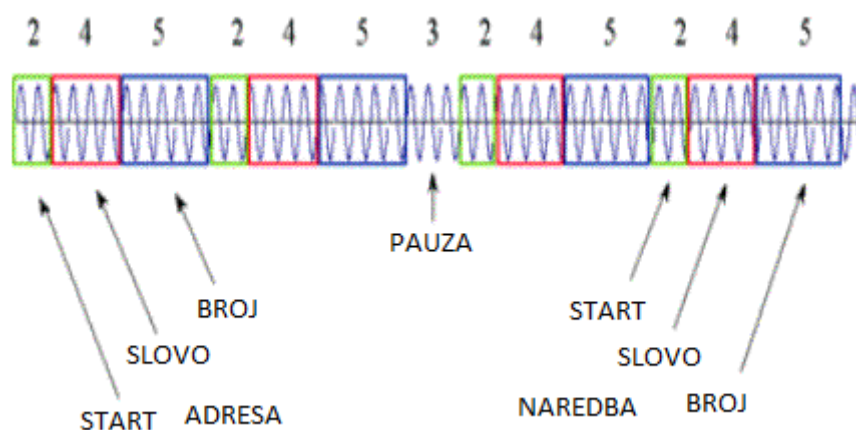 2 4 5 2 4 5 3 2 4 5 2 4 5
PAUZA
BROJ START
SLOVO SLOVO
START ADRESA NAREDBA BROJ